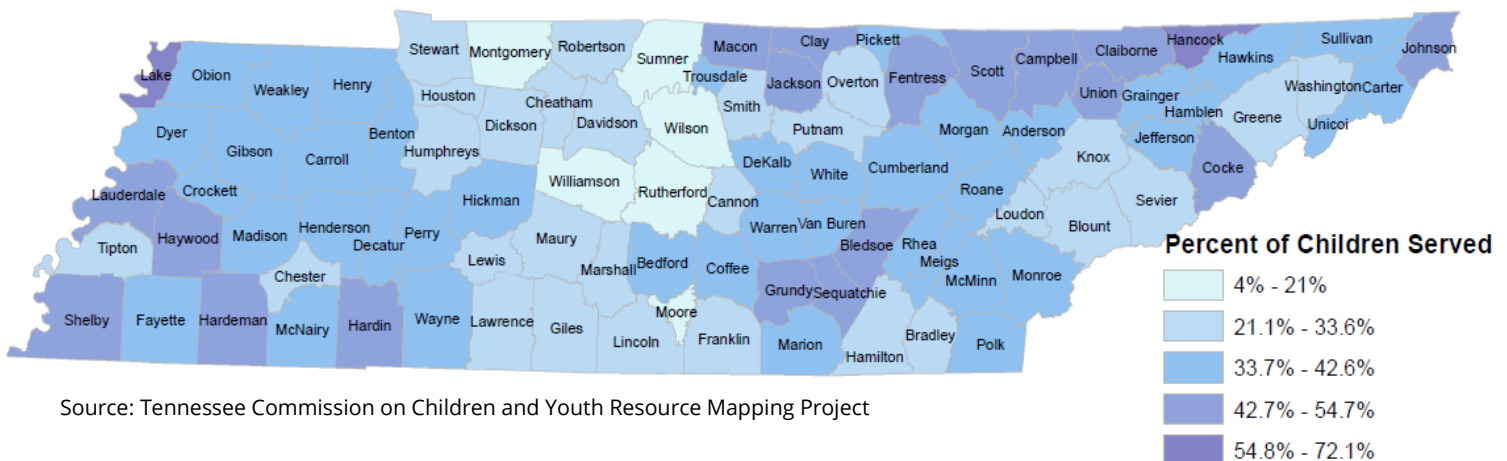 Stewart
Montgomery
Robertson
Sumner
Macon
Clay
Pickett
Hancock
Sullivan
Johnson
Lake
Obion
Weakley
Henry
Houston
Cheatham
Trousdale
Jackson
Overton
Fentress
Scott
Campbell
Claiborne
Hawkins
Union
Grainger
Washington
Carter
Dyer
Gibson
Carroll
Benton
Humphreys
Dickson
Davidson
Wilson
Smith
Putnam
Morgan
Anderson
Hamblen
Jefferson
Greene
Unicoi
Lauderdale
Crockett
Williamson
Rutherford
Cannon
DeKalb
White
Cumberland
Roane
Knox
Cocke
Sevier
Tipton
Haywood
Madison
Henderson
Decatur
Perry
Hickman
Lewis
Maury
Marshall
Bedford
Coffee
Warren
Van Buren
Bledsoe
Rhea
Meigs
McMinn
Monroe
Loudon
Blount
Shelby
Fayette
Hardeman
Chester
McNairy
Hardin
Wayne
Lawrence
Giles
Lincoln
Moore
Franklin
Grundy
Sequatchie
Marion
Hamilton
Bradley
Polk
Percent of Children Served
4% - 21%
21.1% - 33.6%
33.7% - 42.6%
42.7% - 54.7%
54.8% - 72.1%
Source: Tennessee Commission on Children and Youth Resource Mapping Project